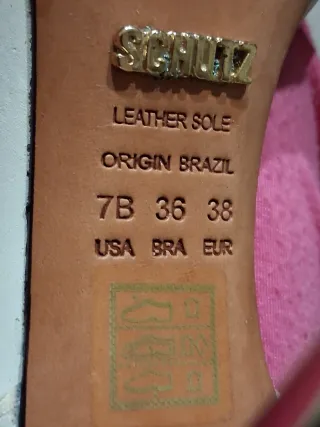 SCHUTZ
LEATHER SOLE
ORIGIN BRAZIL
7B 36 38
USA BRA EUR